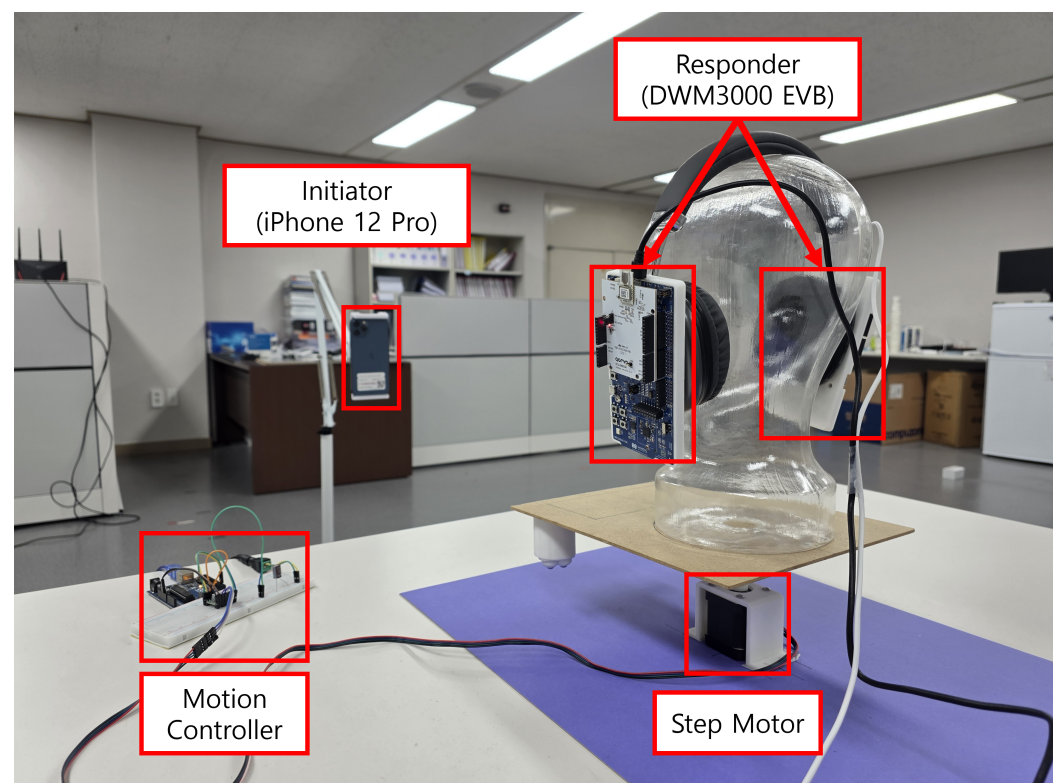 Responder
(DWM3000 EVB)
Initiator
(iPhone 12 Pro)
Motion
Controller
Step Motor